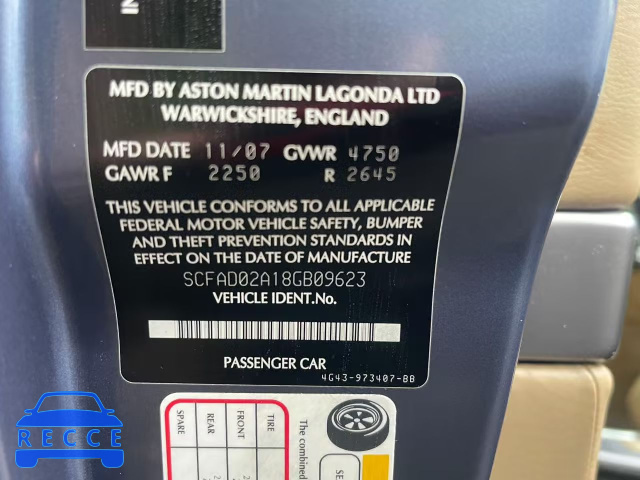 MFD BY ASTON MARTIN LAGONDA LTD
WARWICKSHIRE, ENGLAND
MFD DATE 11/07 GVWR 4750
GAWR F 2250 R 2645
THIS VEHICLE CONFORMS TO ALL APPLICABLE
FEDERAL MOTOR VEHICLE SAFETY, BUMPER
AND THEFT PREVENTION STANDARDS IN
EFFECT ON THE DATE OF MANUFACTURE
SCFAD02A18GB09623
VEHICLE IDENT.No.
PASSENGER CAR
4G43-973407-BB
TIRE
FRONT
REAR
SPARE
The combined
RECCE